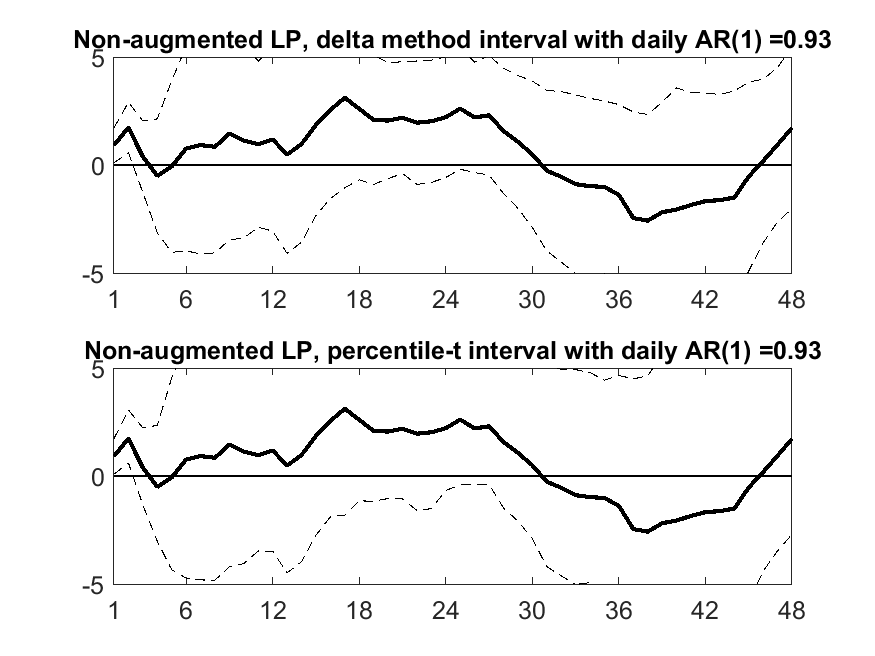 Non-augmented LP, delta method interval with daily AR(1) =0.93
5
0
-5
1 6 12 18 24 30 36 42 48
Non-augmented LP, percentile-t interval with daily AR(1) =0.93
5
0
-5
1 6 12 18 24 30 36 42 48